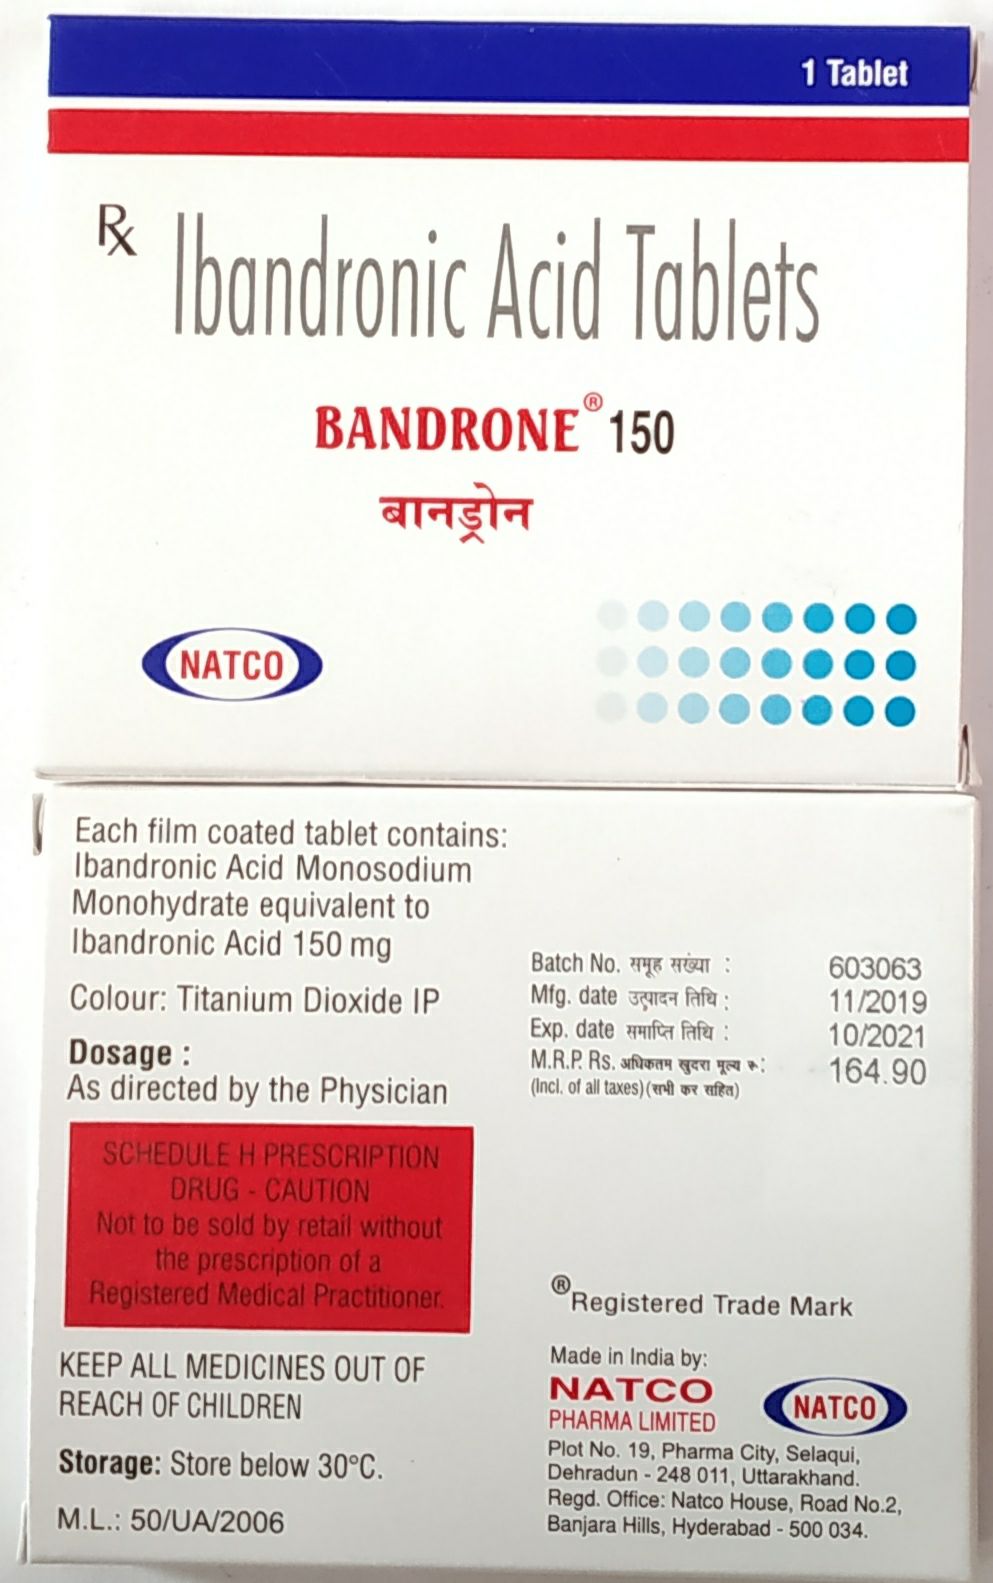 1 Tablet
Rx Ibandronic Acid Tablets
BANDRONE® 150
बानड्रोन
NATCO
Each film coated tablet contains:
Ibandronic Acid Monosodium
Monohydrate equivalent to
Ibandronic Acid 150 mg
Colour: Titanium Dioxide IP
Dosage :
As directed by the Physician
SCHEDULE H PRESCRIPTION
DRUG - CAUTION
Not to be sold by retail without
the prescription of a
Registered Medical Practitioner.
KEEP ALL MEDICINES OUT OF
REACH OF CHILDREN
Storage: Store below 30°C.
M.L.: 50/UA/2006
Batch No. समूह संख्या : 603063
Mfg. date उत्पादन तिथि : 11/2019
Exp. date समाप्ति तिथि : 10/2021
M.R.P. Rs. अधिकतम खुदरा मूल्य रू: 164.90
(Incl. of all taxes) (सभी कर सहित)
®Registered Trade Mark
Made in India by:
NATCO
PHARMA LIMITED
NATCO
Plot No. 19, Pharma City, Selaqui,
Dehradun - 248 011, Uttarakhand.
Regd. Office: Natco House, Road No.2,
Banjara Hills, Hyderabad - 500 034.